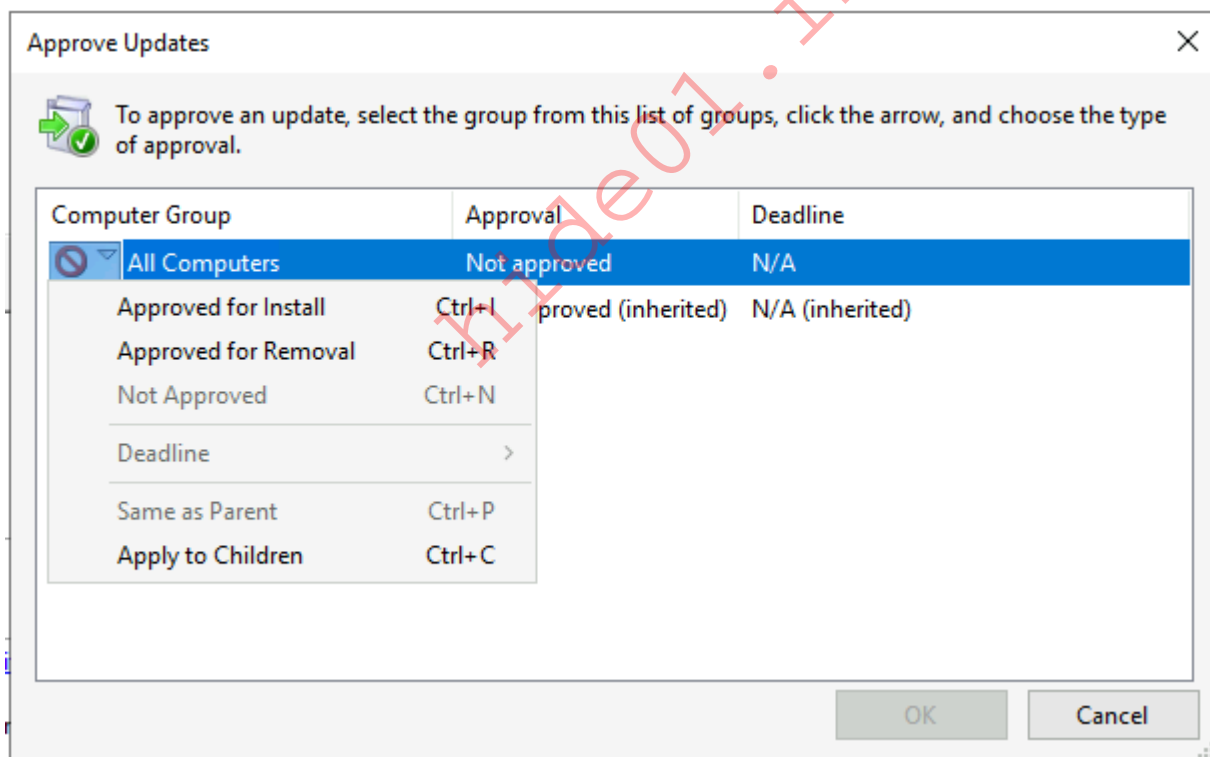 Approve Updates
To approve an update, select the group from this list of groups, click the arrow, and choose the type
of approval.
Computer Group Approval Deadline
All Computers Not approved N/A
Approved for Install Ctrl+I proved (inherited) N/A (inherited)
Approved for Removal Ctrl+R
Not Approved Ctrl+N
Deadline
Same as Parent Ctrl+P
Apply to Children Ctrl+C
OK Cancel